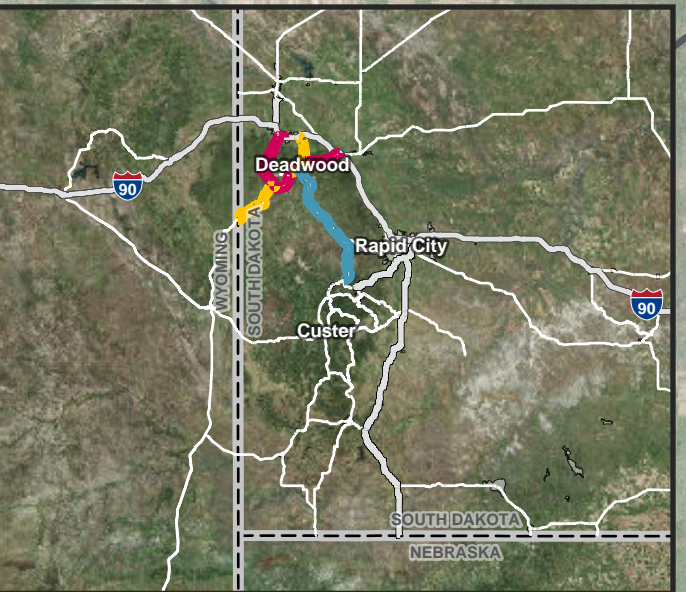 Deadwood
90
WYOMING
SOUTH DAKOTA
Rapid City
90
Custer
SOUTH DAKOTA
NEBRASKA